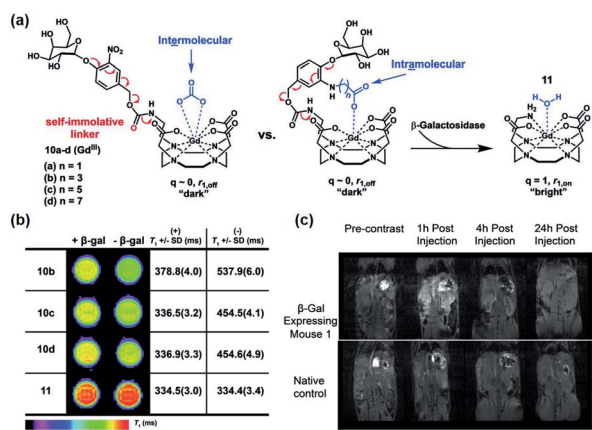 (a)
Intermolecular
Intramolecular
self-immolative
linker
10a-d (Gd^III)
(a) n = 1
(b) n = 3
(c) n = 5
(d) n = 7
q ~ 0, r1,off
"dark"
vs.
q ~ 0, r1,off
"dark"
β-Galactosidase
11
q = 1, r1,on
"bright"
(b)
+ β-gal - β-gal (+) T1 +/- SD (ms) (-) T1 +/- SD (ms)
10b 378.8(4.0) 537.9(6.0)
10c 336.5(3.2) 454.5(4.1)
10d 336.9(3.3) 454.6(4.9)
11 334.5(3.0) 334.4(3.4)
T1 (ms)
(c)
Pre-contrast 1h Post Injection 4h Post Injection 24h Post Injection
β-Gal
Expressing
Mouse 1
Native
control